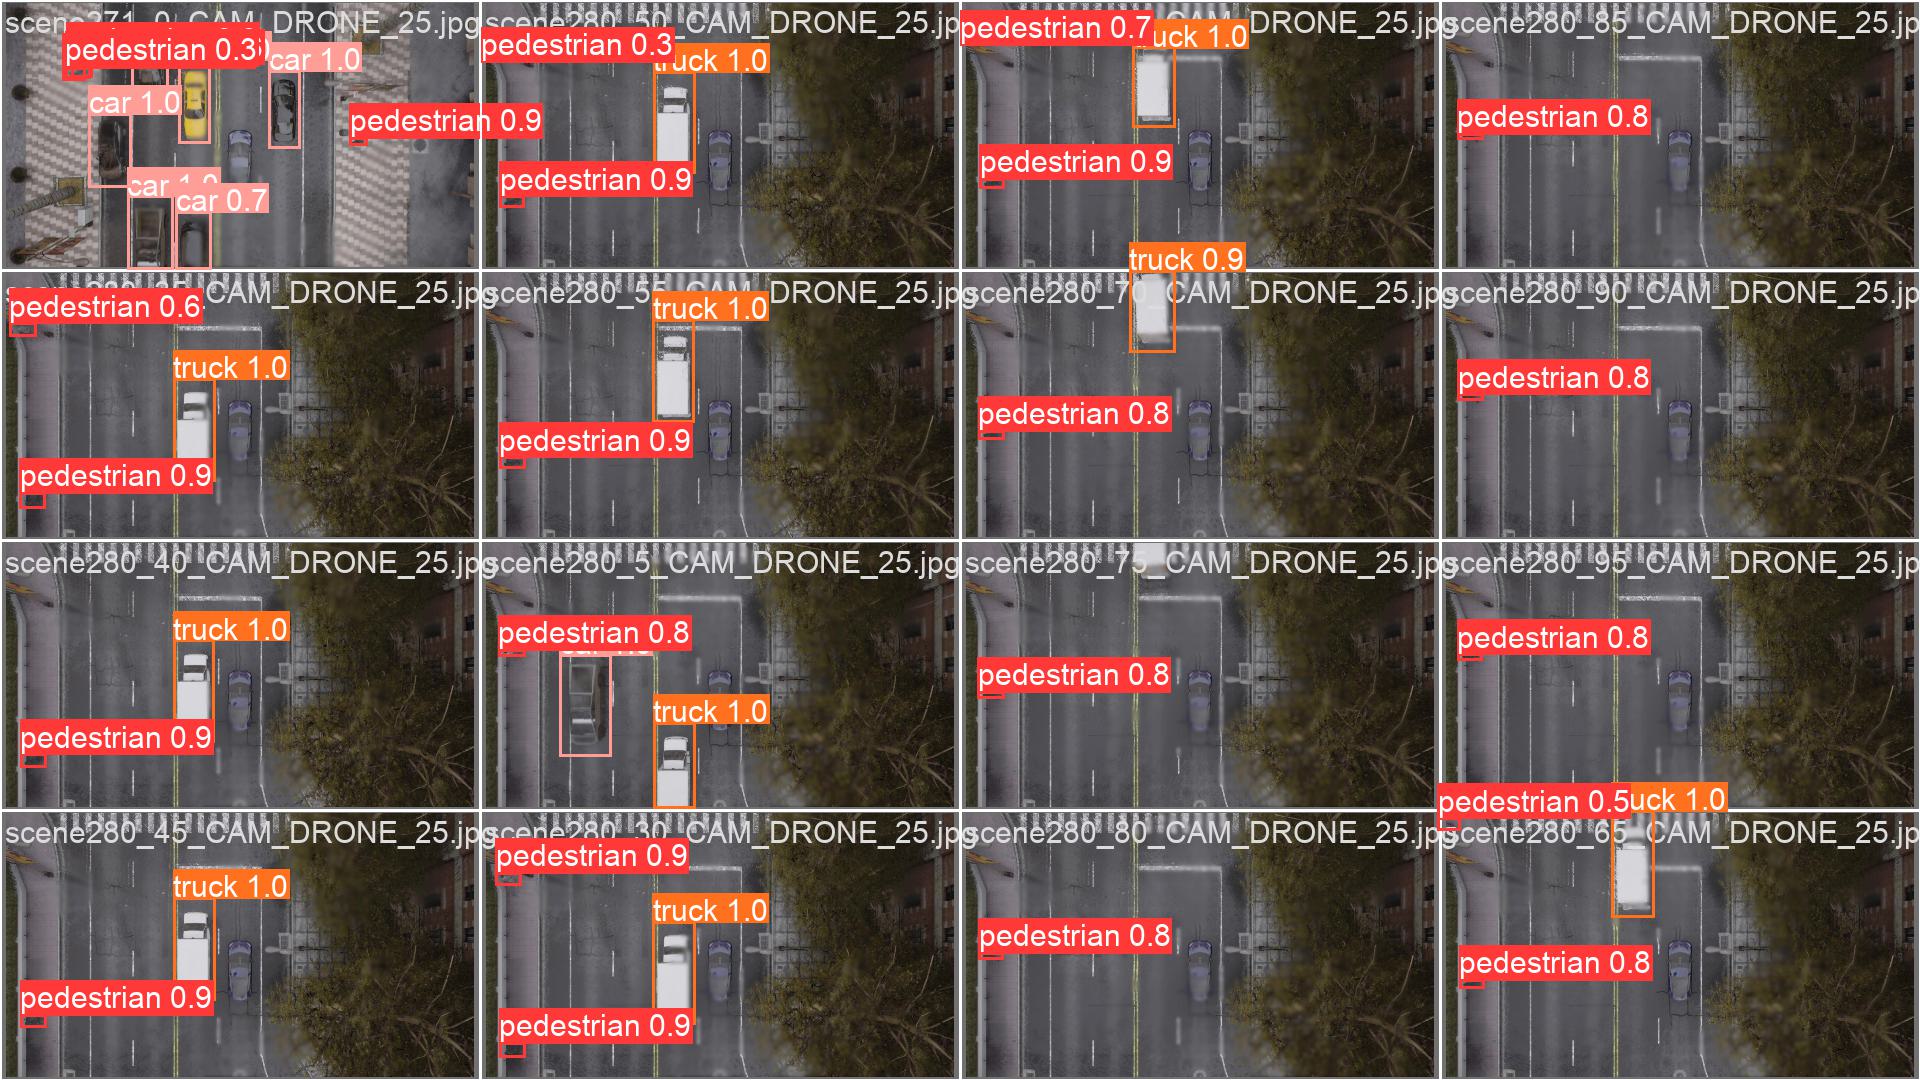 scene271_0_CAM_DRONE_25.jpg
pedestrian 0.3
car 1.0
car 1.0
pedestrian 0.9
car 1.0
car 0.7
scene280_50_CAM_DRONE_25.jpg
pedestrian 0.3
truck 1.0
pedestrian 0.9
CAM_DRONE_25.jpg
pedestrian 0.7
uck 1.0
pedestrian 0.9
scene280_85_CAM_DRONE_25.jpg
pedestrian 0.8
scene280_35_CAM_DRONE_25.jpg
pedestrian 0.6
truck 1.0
pedestrian 0.9
scene280_55_CAM_DRONE_25.jpg
truck 1.0
pedestrian 0.9
truck 0.9
scene280_70_CAM_DRONE_25.jpg
pedestrian 0.8
scene280_90_CAM_DRONE_25.jpg
pedestrian 0.8
scene280_40_CAM_DRONE_25.jpg
truck 1.0
pedestrian 0.9
scene280_5_CAM_DRONE_25.jpg
pedestrian 0.8
car 1.0
truck 1.0
scene280_75_CAM_DRONE_25.jpg
pedestrian 0.8
scene280_95_CAM_DRONE_25.jpg
pedestrian 0.8
scene280_45_CAM_DRONE_25.jpg
truck 1.0
pedestrian 0.9
scene280_30_CAM_DRONE_25.jpg
pedestrian 0.9
truck 1.0
pedestrian 0.9
scene280_80_CAM_DRONE_25.jpg
pedestrian 0.8
pedestrian 0.5
uck 1.0
scene280_65_CAM_DRONE_25.jpg
pedestrian 0.8